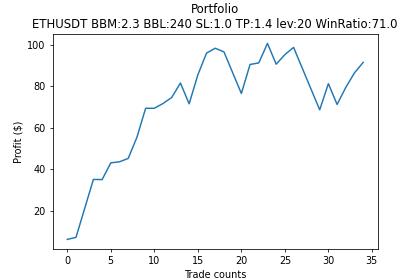 Portfolio
ETHUSDT BBM:2.3 BBL:240 SL:1.0 TP:1.4 lev:20 WinRatio:71.0
100
80
60
40
20
Profit ($)
0 5 10 15 20 25 30 35
Trade counts